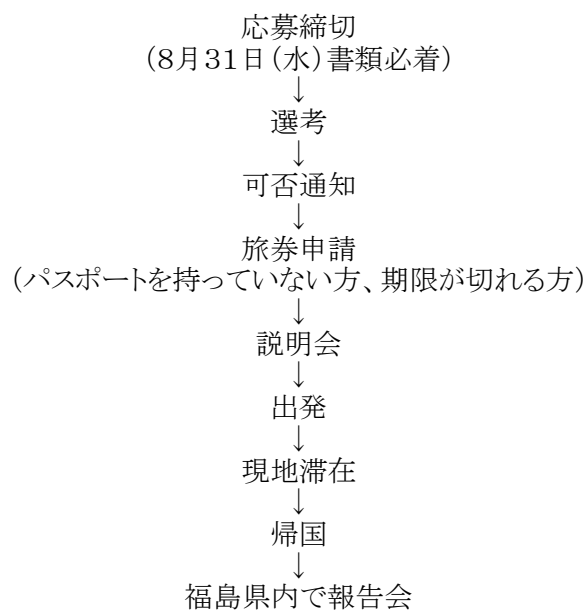 応募締切
(8月31日(水)書類必着)
↓
選考
↓
可否通知
↓
旅券申請
(パスポートを持っていない方、期限が切れる方)
↓
説明会
↓
出発
↓
現地滞在
↓
帰国
↓
福島県内で報告会